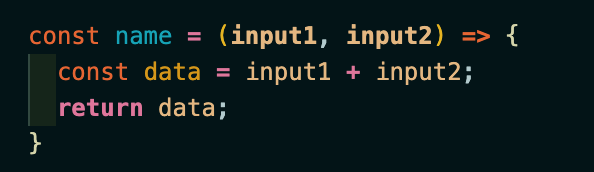 const name = (input1, input2) => {
  const data = input1 + input2;
  return data;
}